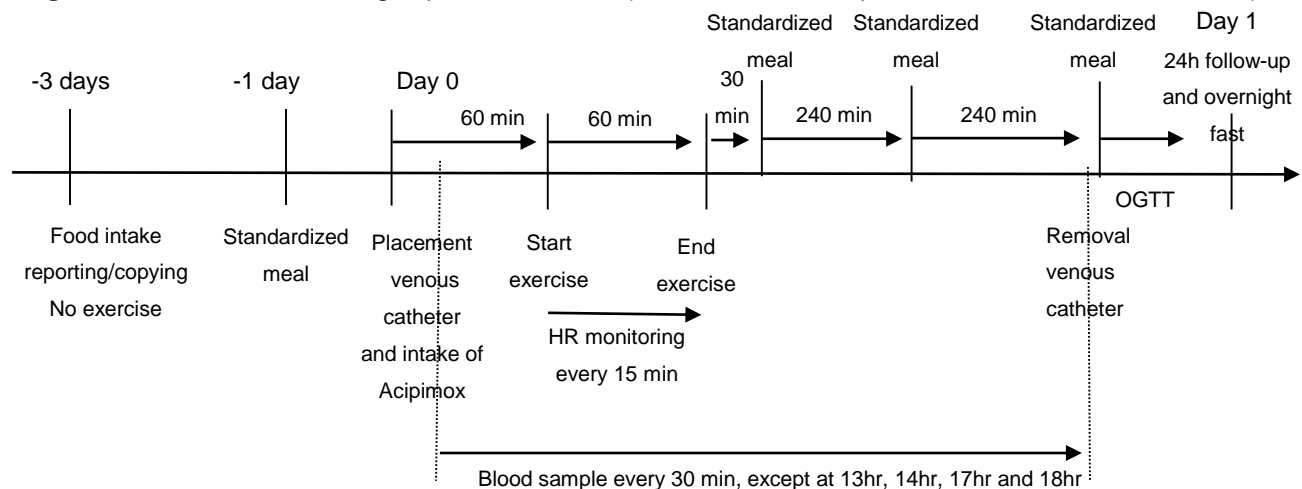 Standardized
meal
Standardized
meal
Standardized
meal
Day 1
24h follow-up
and overnight
fast
-3 days
-1 day
Day 0
60 min
60 min
30
min
240 min
240 min
OGTT
Food intake
reporting/copying
No exercise
Standardized
meal
Placement
venous
catheter
and intake of
Acipimox
Start
exercise
End
exercise
HR monitoring
every 15 min
Removal
venous
catheter
Blood sample every 30 min, except at 13hr, 14hr, 17hr and 18hr